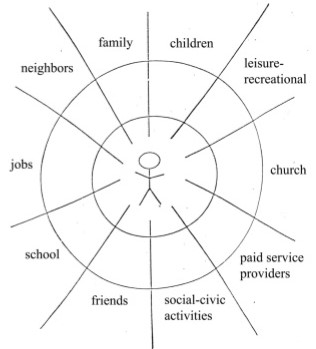 family
children
neighbors
leisure-
recreational
jobs
church
school
paid service
providers
friends
social-civic
activities